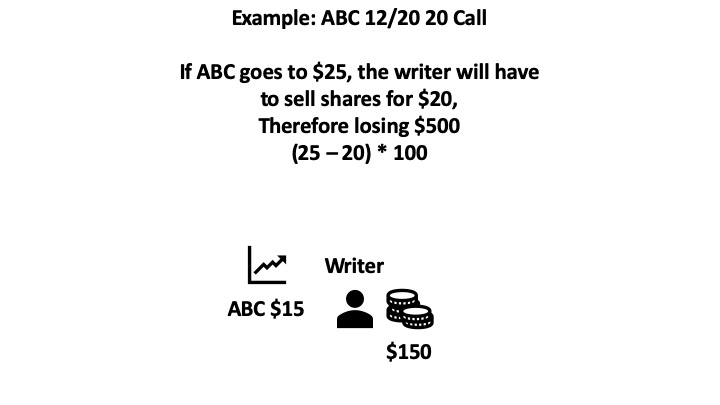 Example: ABC 12/20 20 Call
If ABC goes to $25, the writer will have
to sell shares for $20,
Therefore losing $500
(25 – 20) * 100
Writer
ABC $15
$150